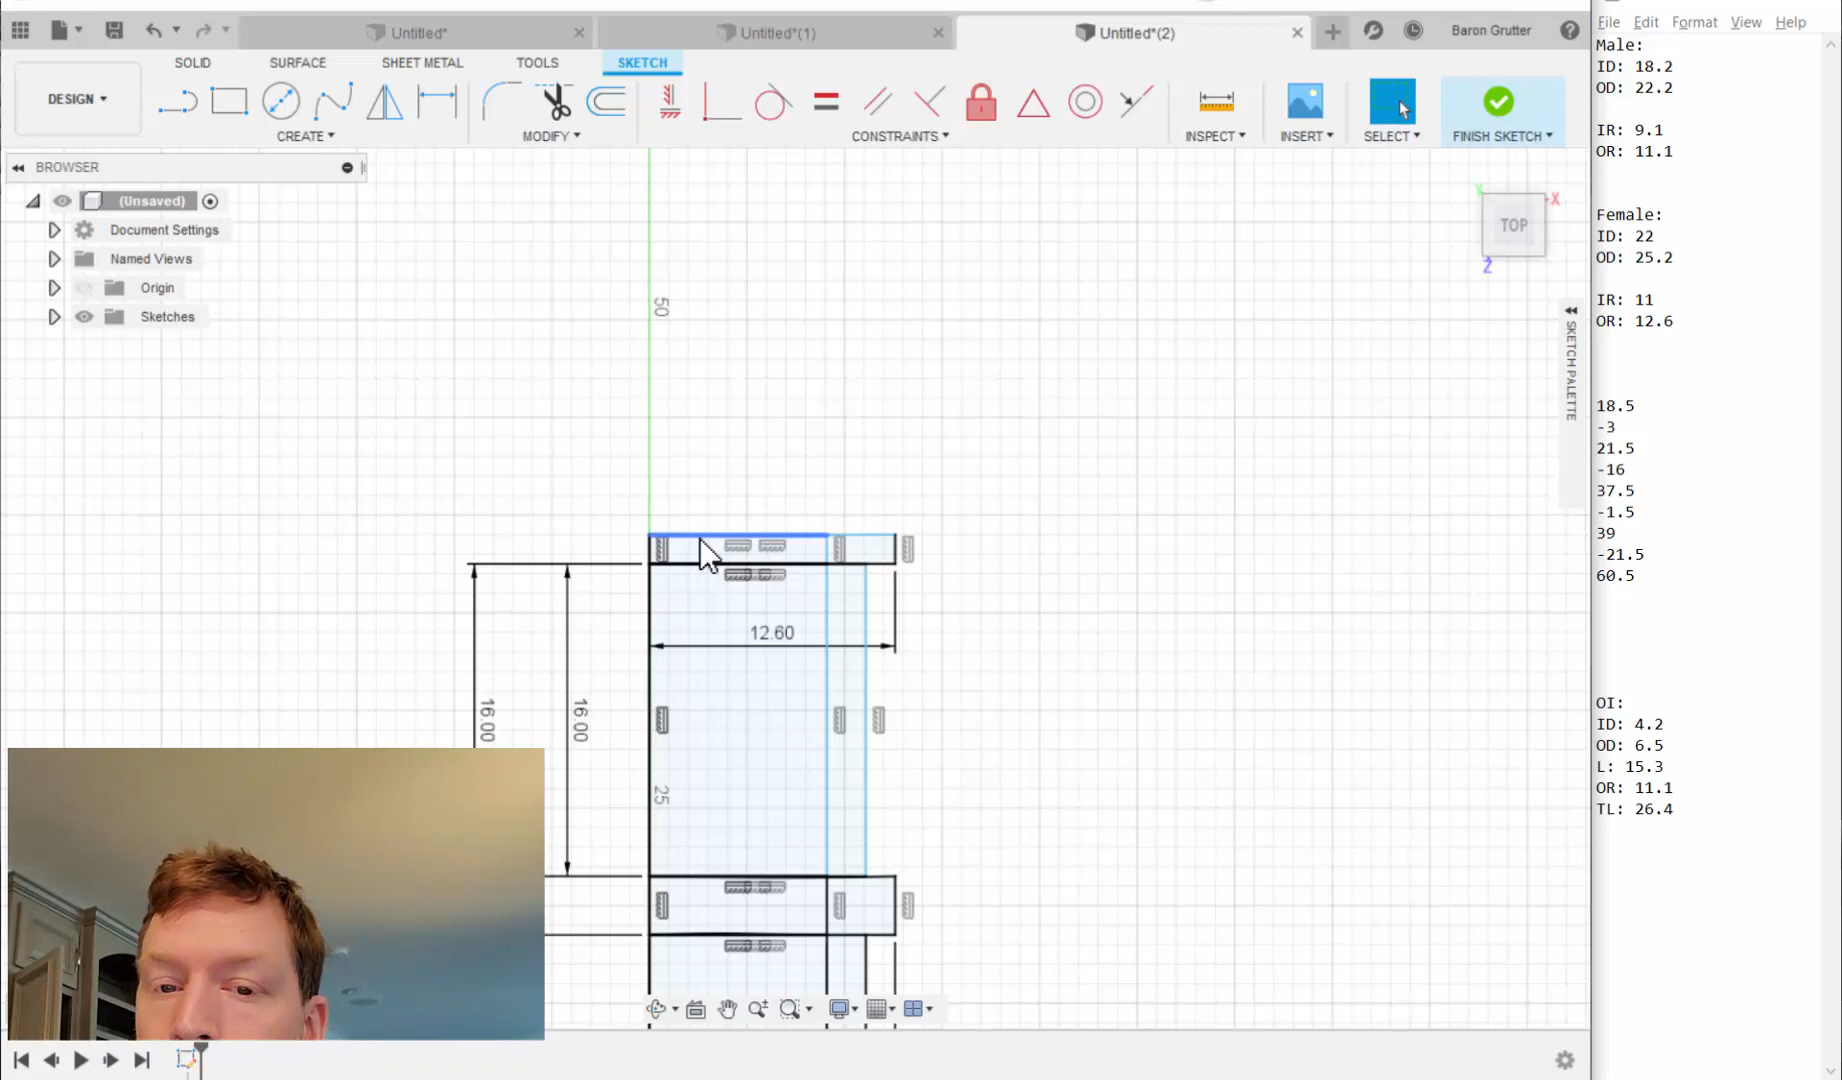 Untitled*
Untitled*(1)
Untitled*(2)
Baron Grutter
SOLID
SURFACE
SHEET METAL
TOOLS
SKETCH
DESIGN
CREATE
MODIFY
CONSTRAINTS
INSPECT
INSERT
SELECT
FINISH SKETCH
BROWSER
(Unsaved)
Document Settings
Named Views
Origin
Sketches
TOP
X
Y
Z
SKETCH PALETTE
50
12.60
16.00
16.00
25
File Edit Format View Help
Male:
ID: 18.2
OD: 22.2
IR: 9.1
OR: 11.1
Female:
ID: 22
OD: 25.2
IR: 11
OR: 12.6
18.5
-3
21.5
-16
37.5
-1.5
39
-21.5
60.5
OI:
ID: 4.2
OD: 6.5
L: 15.3
OR: 11.1
TL: 26.4